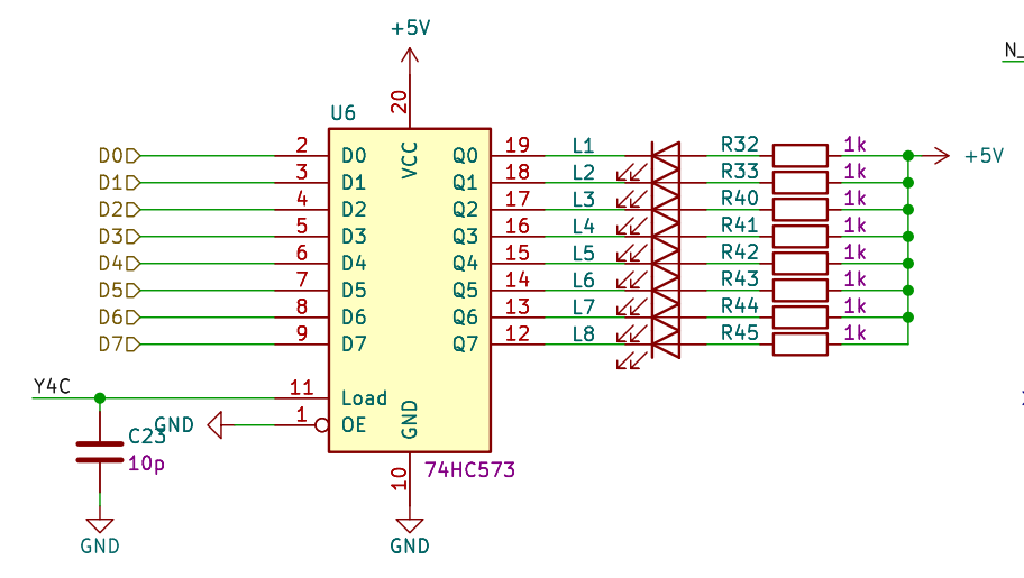 +5V
N_
20
U6
D0 2 D0 VCC Q0 19 L1 R32 1k +5V
D1 3 D1 Q1 18 L2 R33 1k
D2 4 D2 Q2 17 L3 R40 1k
D3 5 D3 Q3 16 L4 R41 1k
D4 6 D4 Q4 15 L5 R42 1k
D5 7 D5 Q5 14 L6 R43 1k
D6 8 D6 Q6 13 L7 R44 1k
D7 9 D7 Q7 12 L8 R45 1k
Y4C 11 Load
GND 1 OE GND
C23
10p
10 74HC573
GND GND